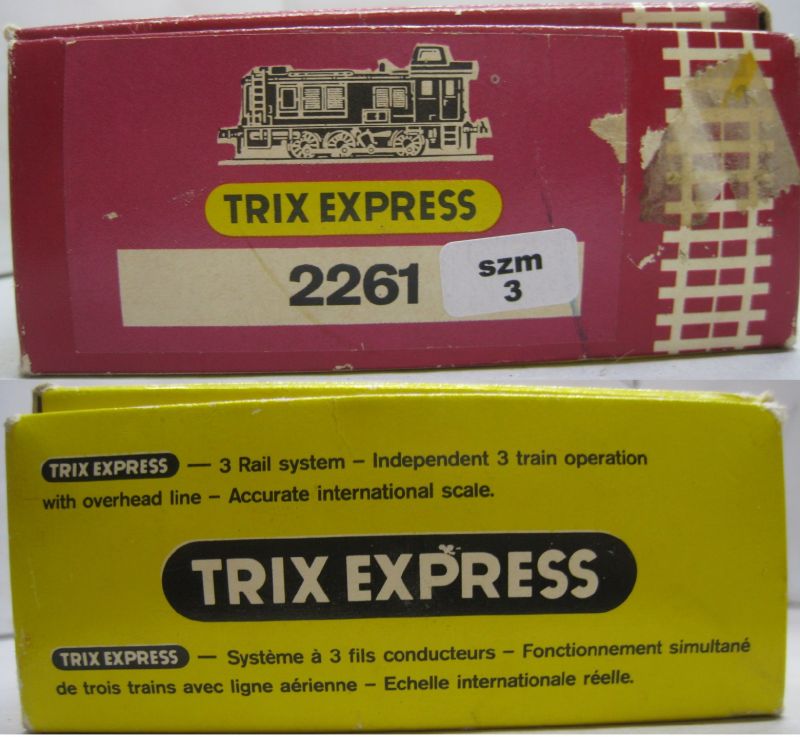 TRIX EXPRESS
2261
szm
3
TRIX EXPRESS — 3 Rail system – Independent 3 train operation
with overhead line – Accurate international scale.
TRIX EXPRESS
TRIX EXPRESS — Système à 3 fils conducteurs – Fonctionnement simultané
de trois trains avec ligne aérienne – Echelle internationale réelle.